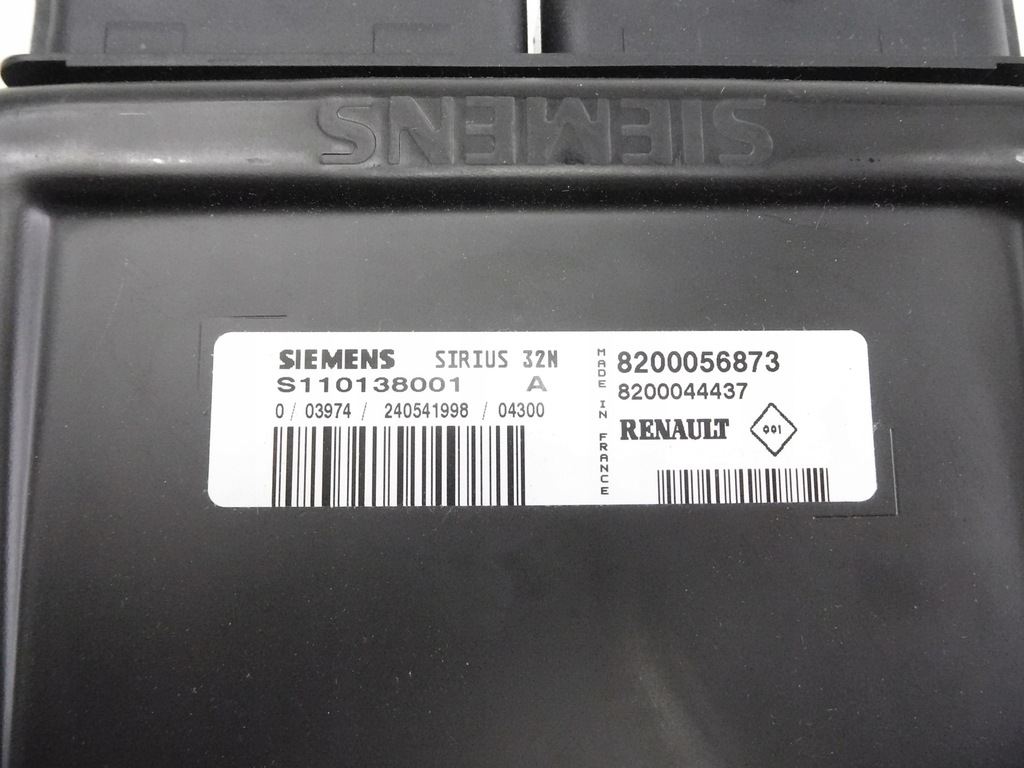 SIEMENS
SIEMENS SIRIUS 32N
S110138001 A
0 / 03974 / 240541998 / 04300
MADE IN FRANCE
8200056873
8200044437
RENAULT 001